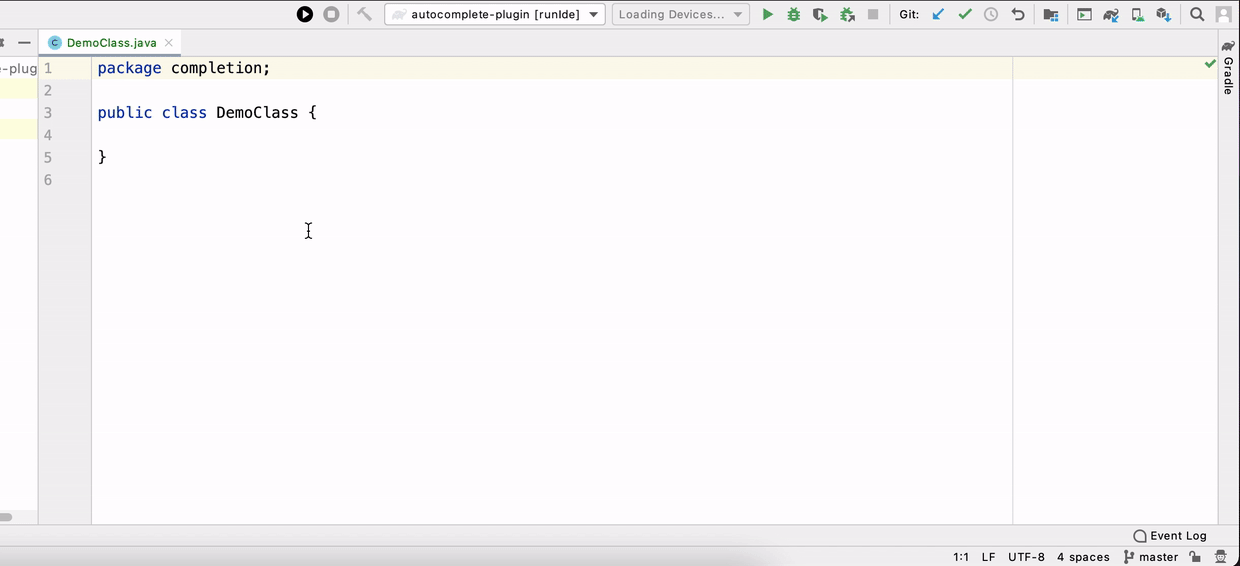 autocomplete-plugin [runIde] Loading Devices... Git:
DemoClass.java
-plug
1 package completion;
2
3 public class DemoClass {
4
5 }
6
Gradle
Event Log
1:1 LF UTF-8 4 spaces master